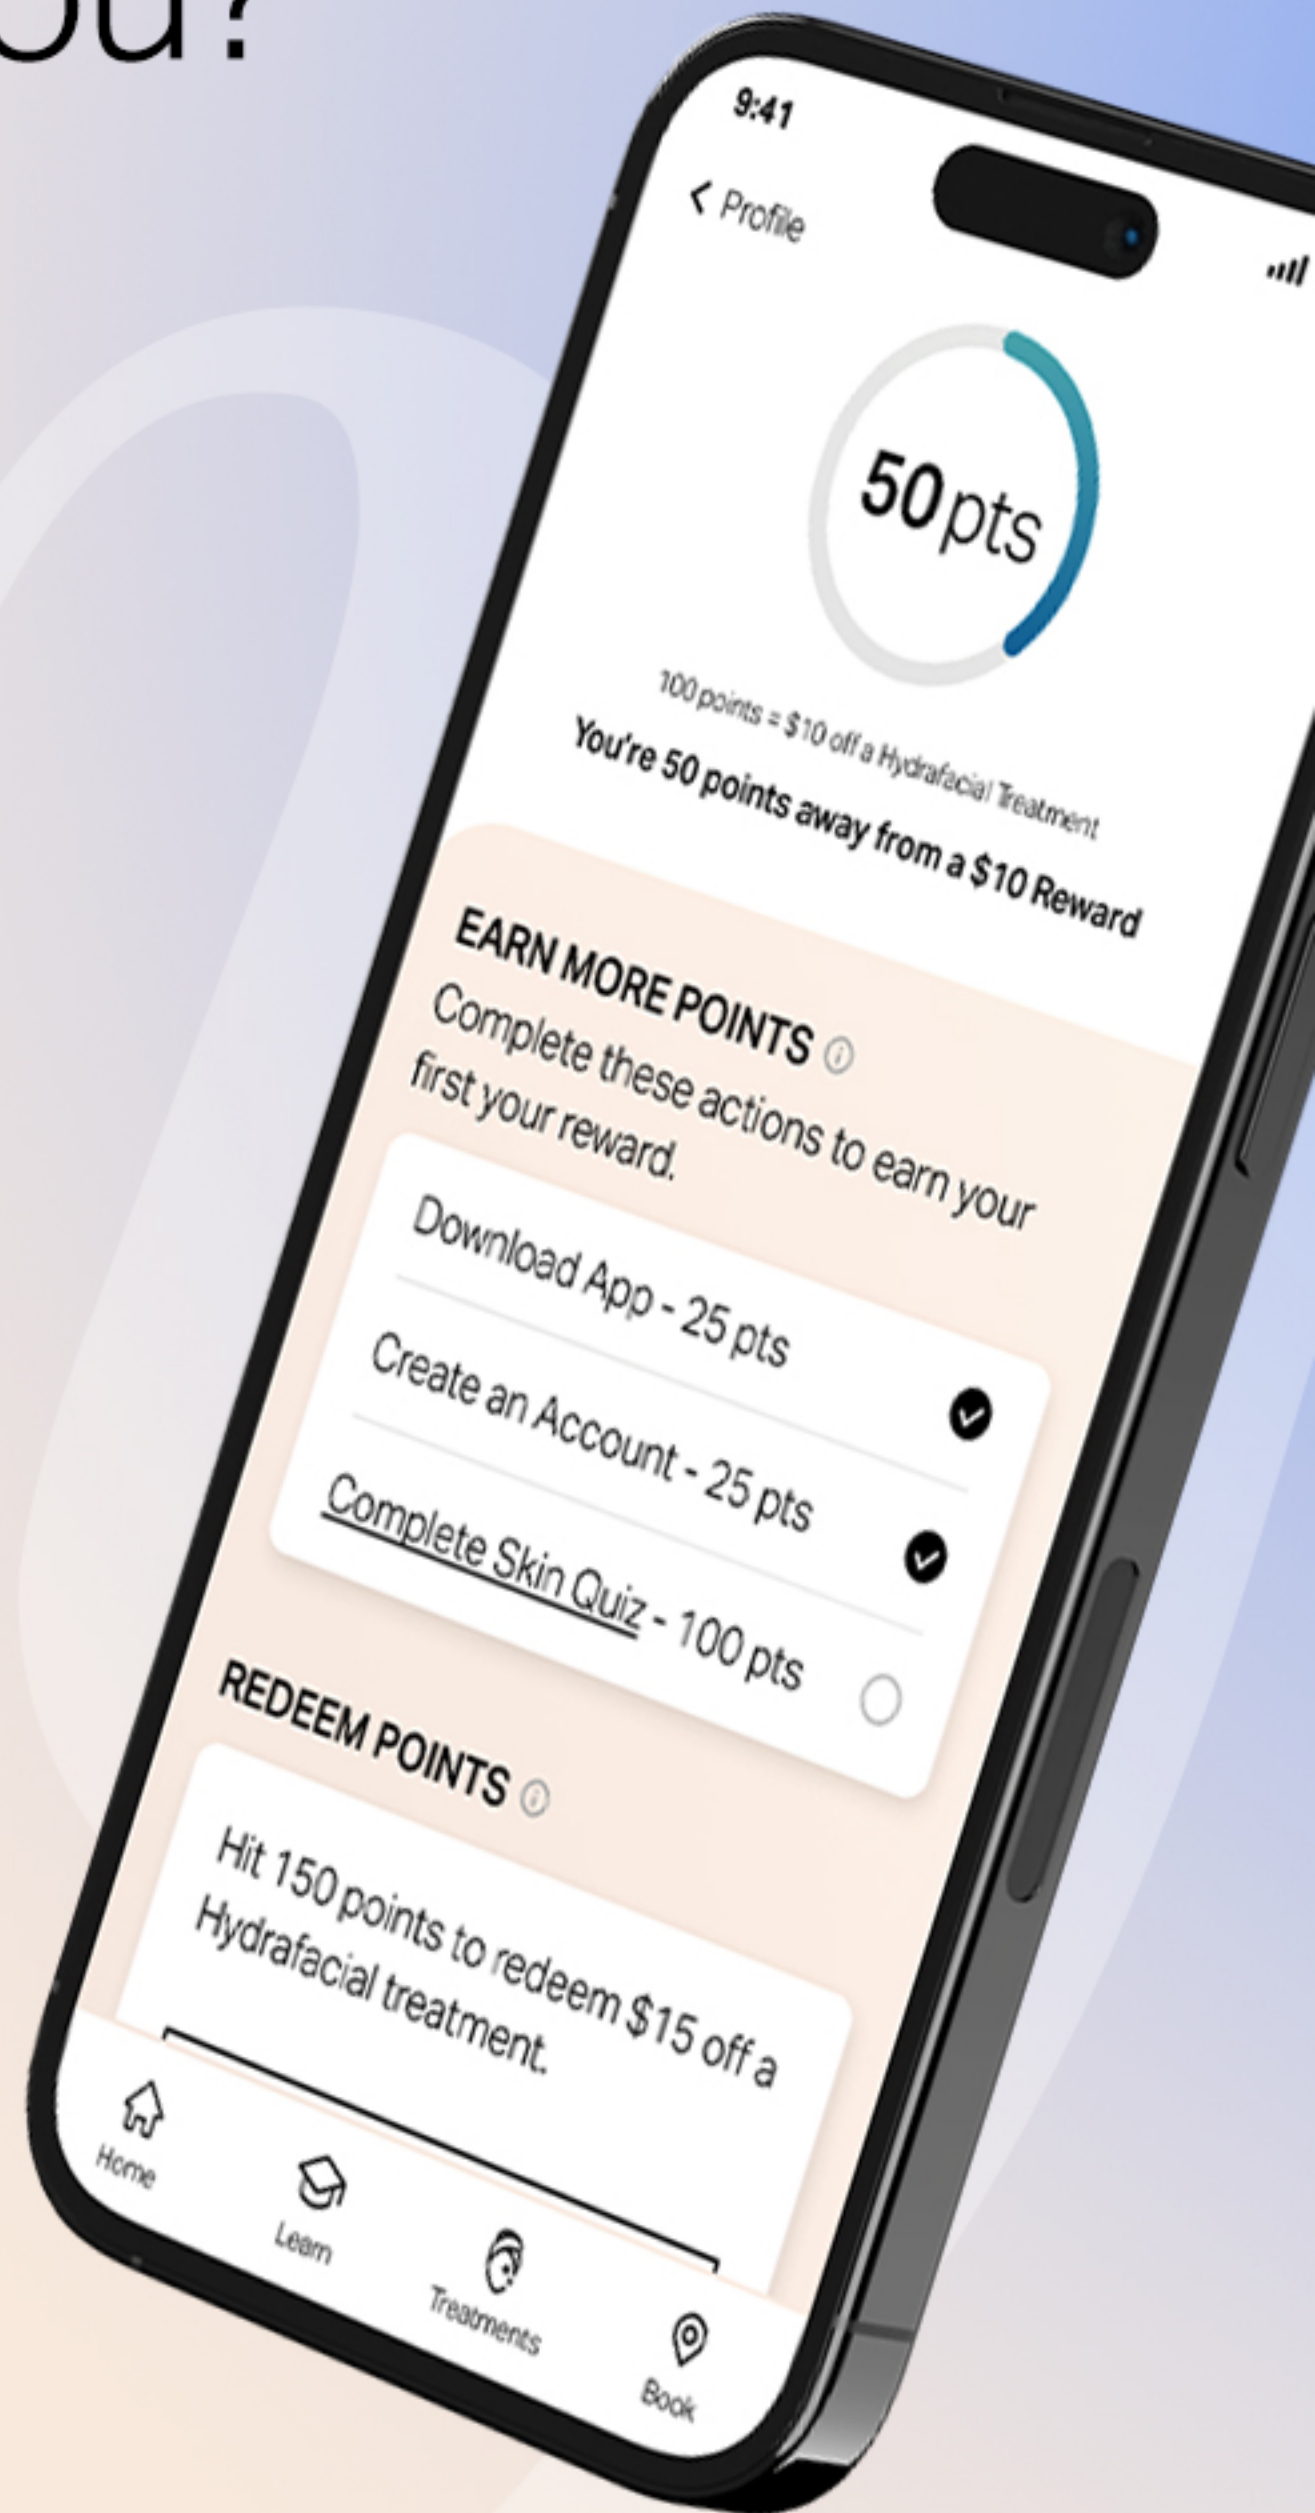 ou?
9:41
Profile
50pts
100 points = $10 off a Hydrafacial Treatment
You're 50 points away from a $10 Reward
EARN MORE POINTS
Complete these actions to earn your
first your reward.
Download App - 25 pts
Create an Account - 25 pts
Complete Skin Quiz - 100 pts
REDEEM POINTS
Hit 150 points to redeem $15 off a
Hydrafacial treatment.
Home
Learn
Treatments
Book